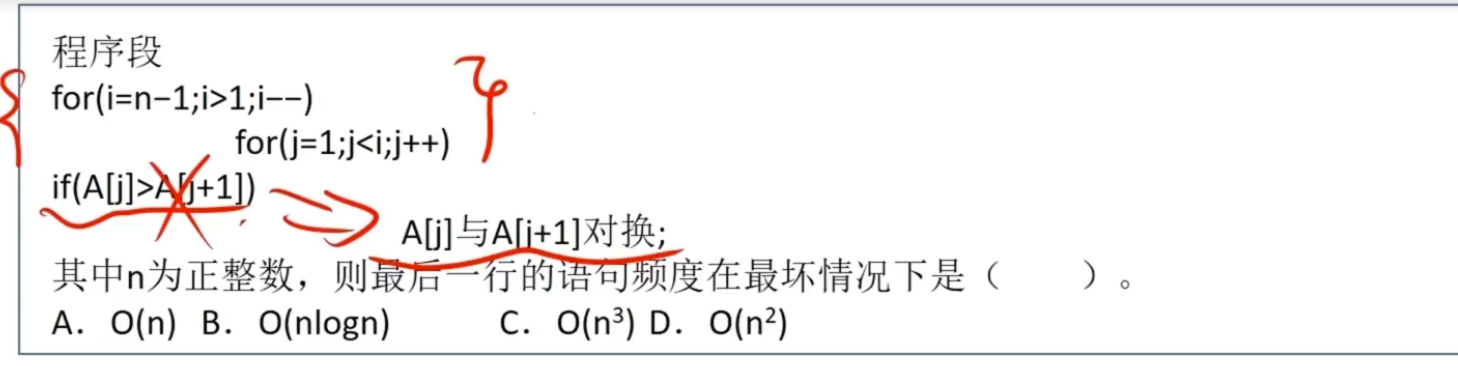 程序段
for(i=n−1;i>1;i−−)
for(j=1;j<i;j++)
if(A[j]>A[j+1])
A[j]与A[j+1]对换;
其中n为正整数，则最后一行的语句频度在最坏情况下是（　　）。
A．O(n) B．O(nlogn) C．O(n³) D．O(n²)